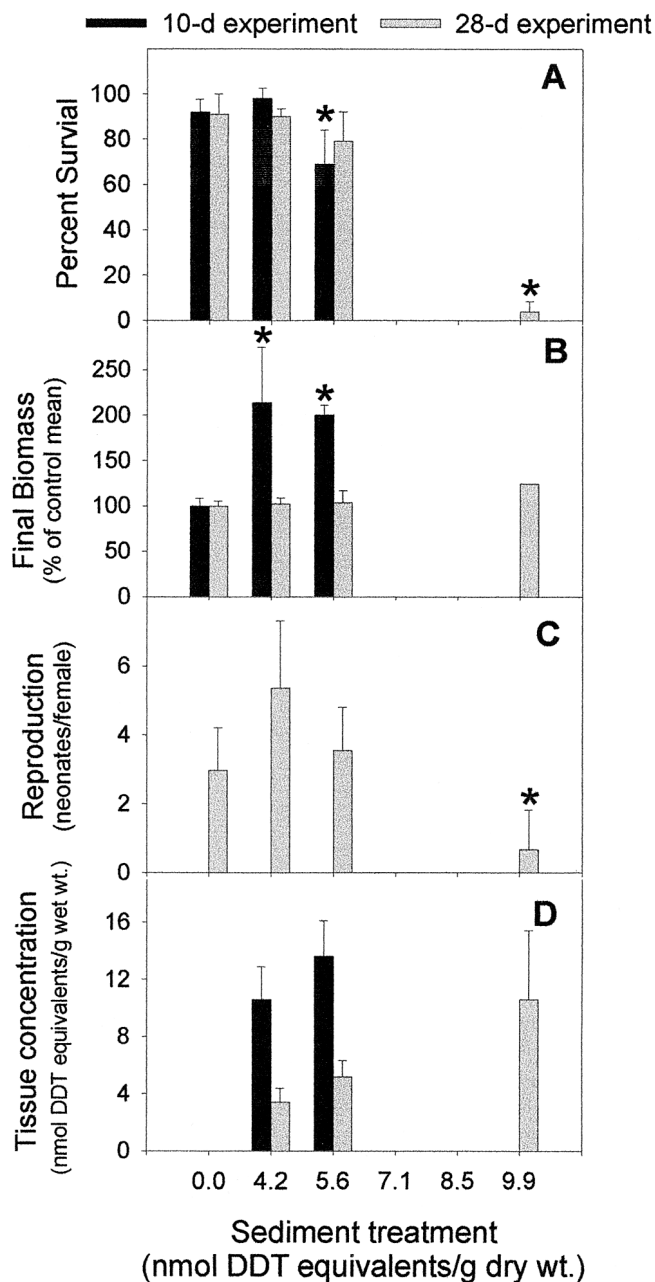 10-d experiment 28-d experiment
A
Percent Survial
100
80
60
40
20
0
*
*
B
Final Biomass
(% of control mean)
250
200
150
100
50
0
*
*
C
Reproduction
(neonates/female)
6
4
2
0
*
D
Tissue concentration
(nmol DDT equivalents/g wet wt.)
16
12
8
4
0
0.0 4.2 5.6 7.1 8.5 9.9
Sediment treatment
(nmol DDT equivalents/g dry wt.)